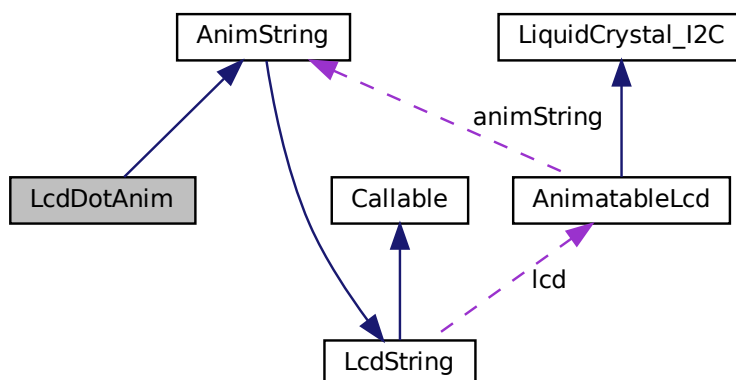 AnimString
LiquidCrystal_I2C
animString
LcdDotAnim
Callable
AnimatableLcd
lcd
LcdString